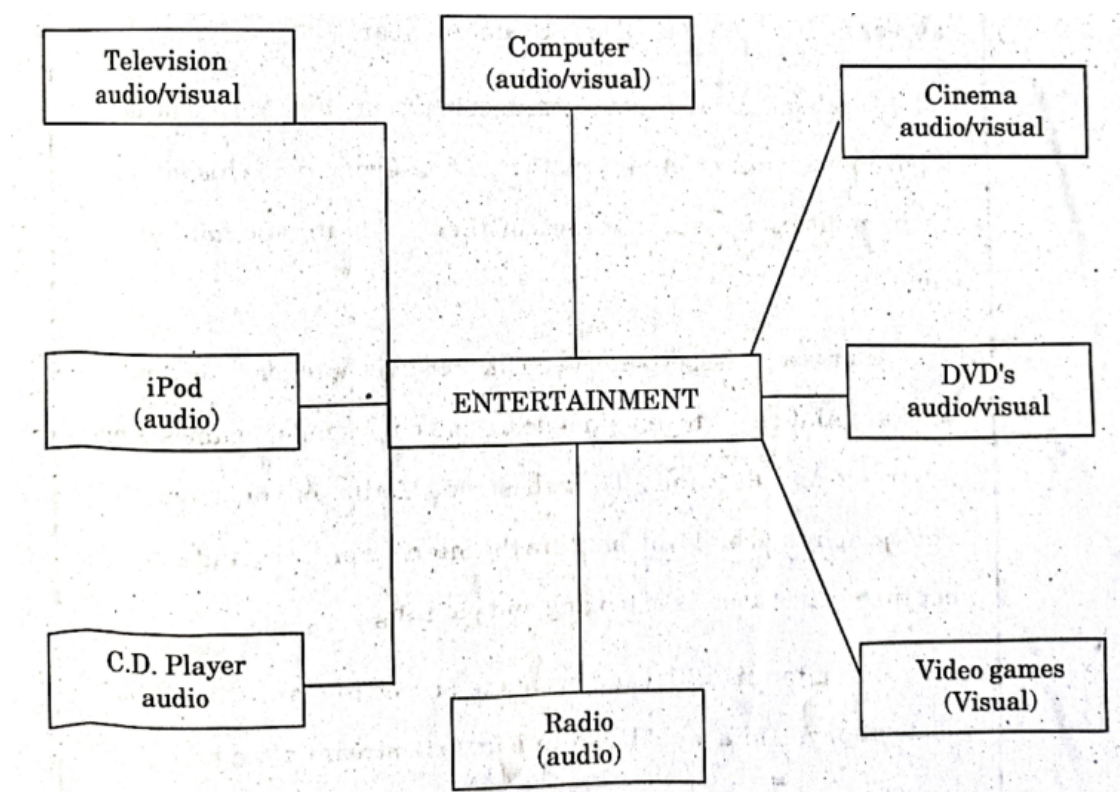 Television
audio/visual
Computer
(audio/visual)
Cinema
audio/visual
iPod
(audio)
ENTERTAINMENT
DVD's
audio/visual
C.D. Player
audio
Radio
(audio)
Video games
(Visual)